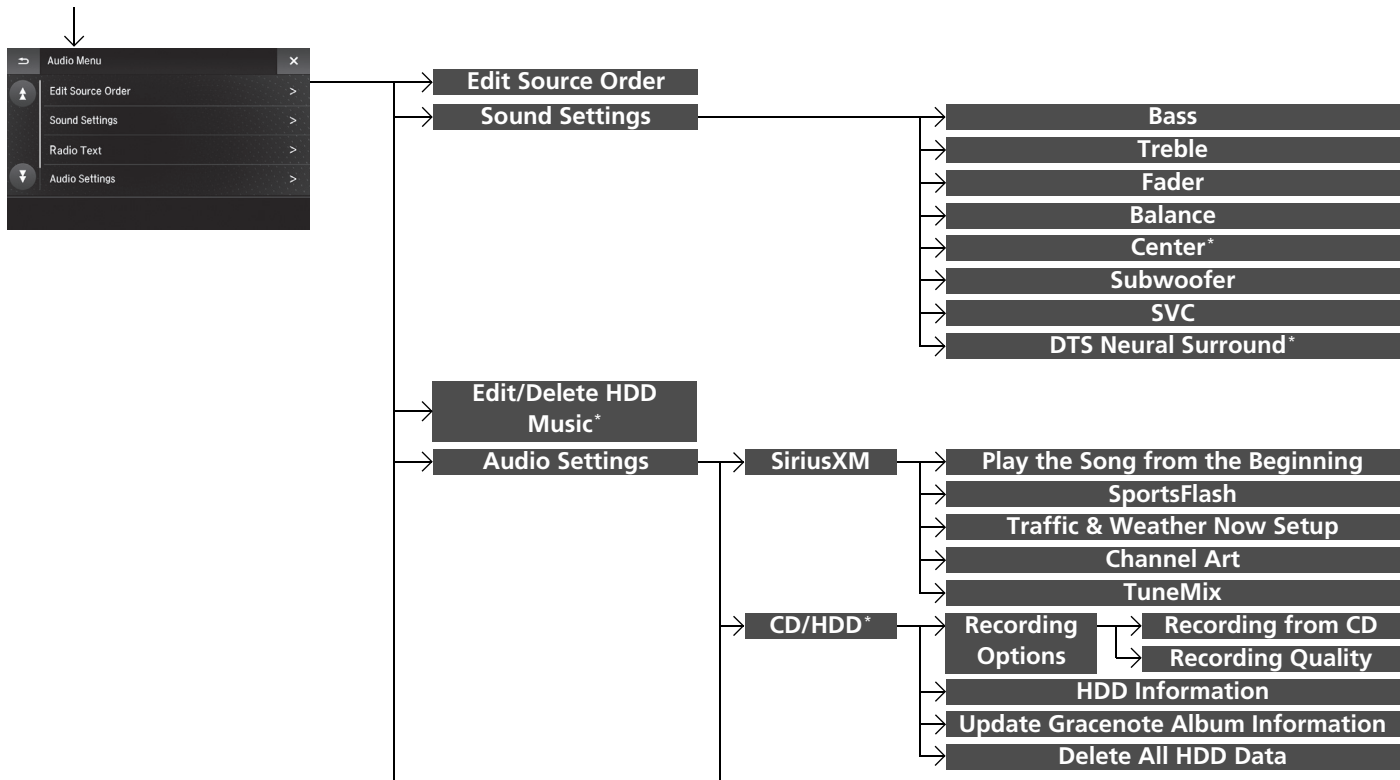 Audio Menu
Edit Source Order
Sound Settings
Radio Text
Audio Settings
Edit Source Order
Sound Settings
Bass
Treble
Fader
Balance
Center*
Subwoofer
SVC
DTS Neural Surround*
Edit/Delete HDD
Music*
Audio Settings
SiriusXM
Play the Song from the Beginning
SportsFlash
Traffic & Weather Now Setup
Channel Art
TuneMix
CD/HDD*
Recording
Options
Recording from CD
Recording Quality
HDD Information
Update Gracenote Album Information
Delete All HDD Data